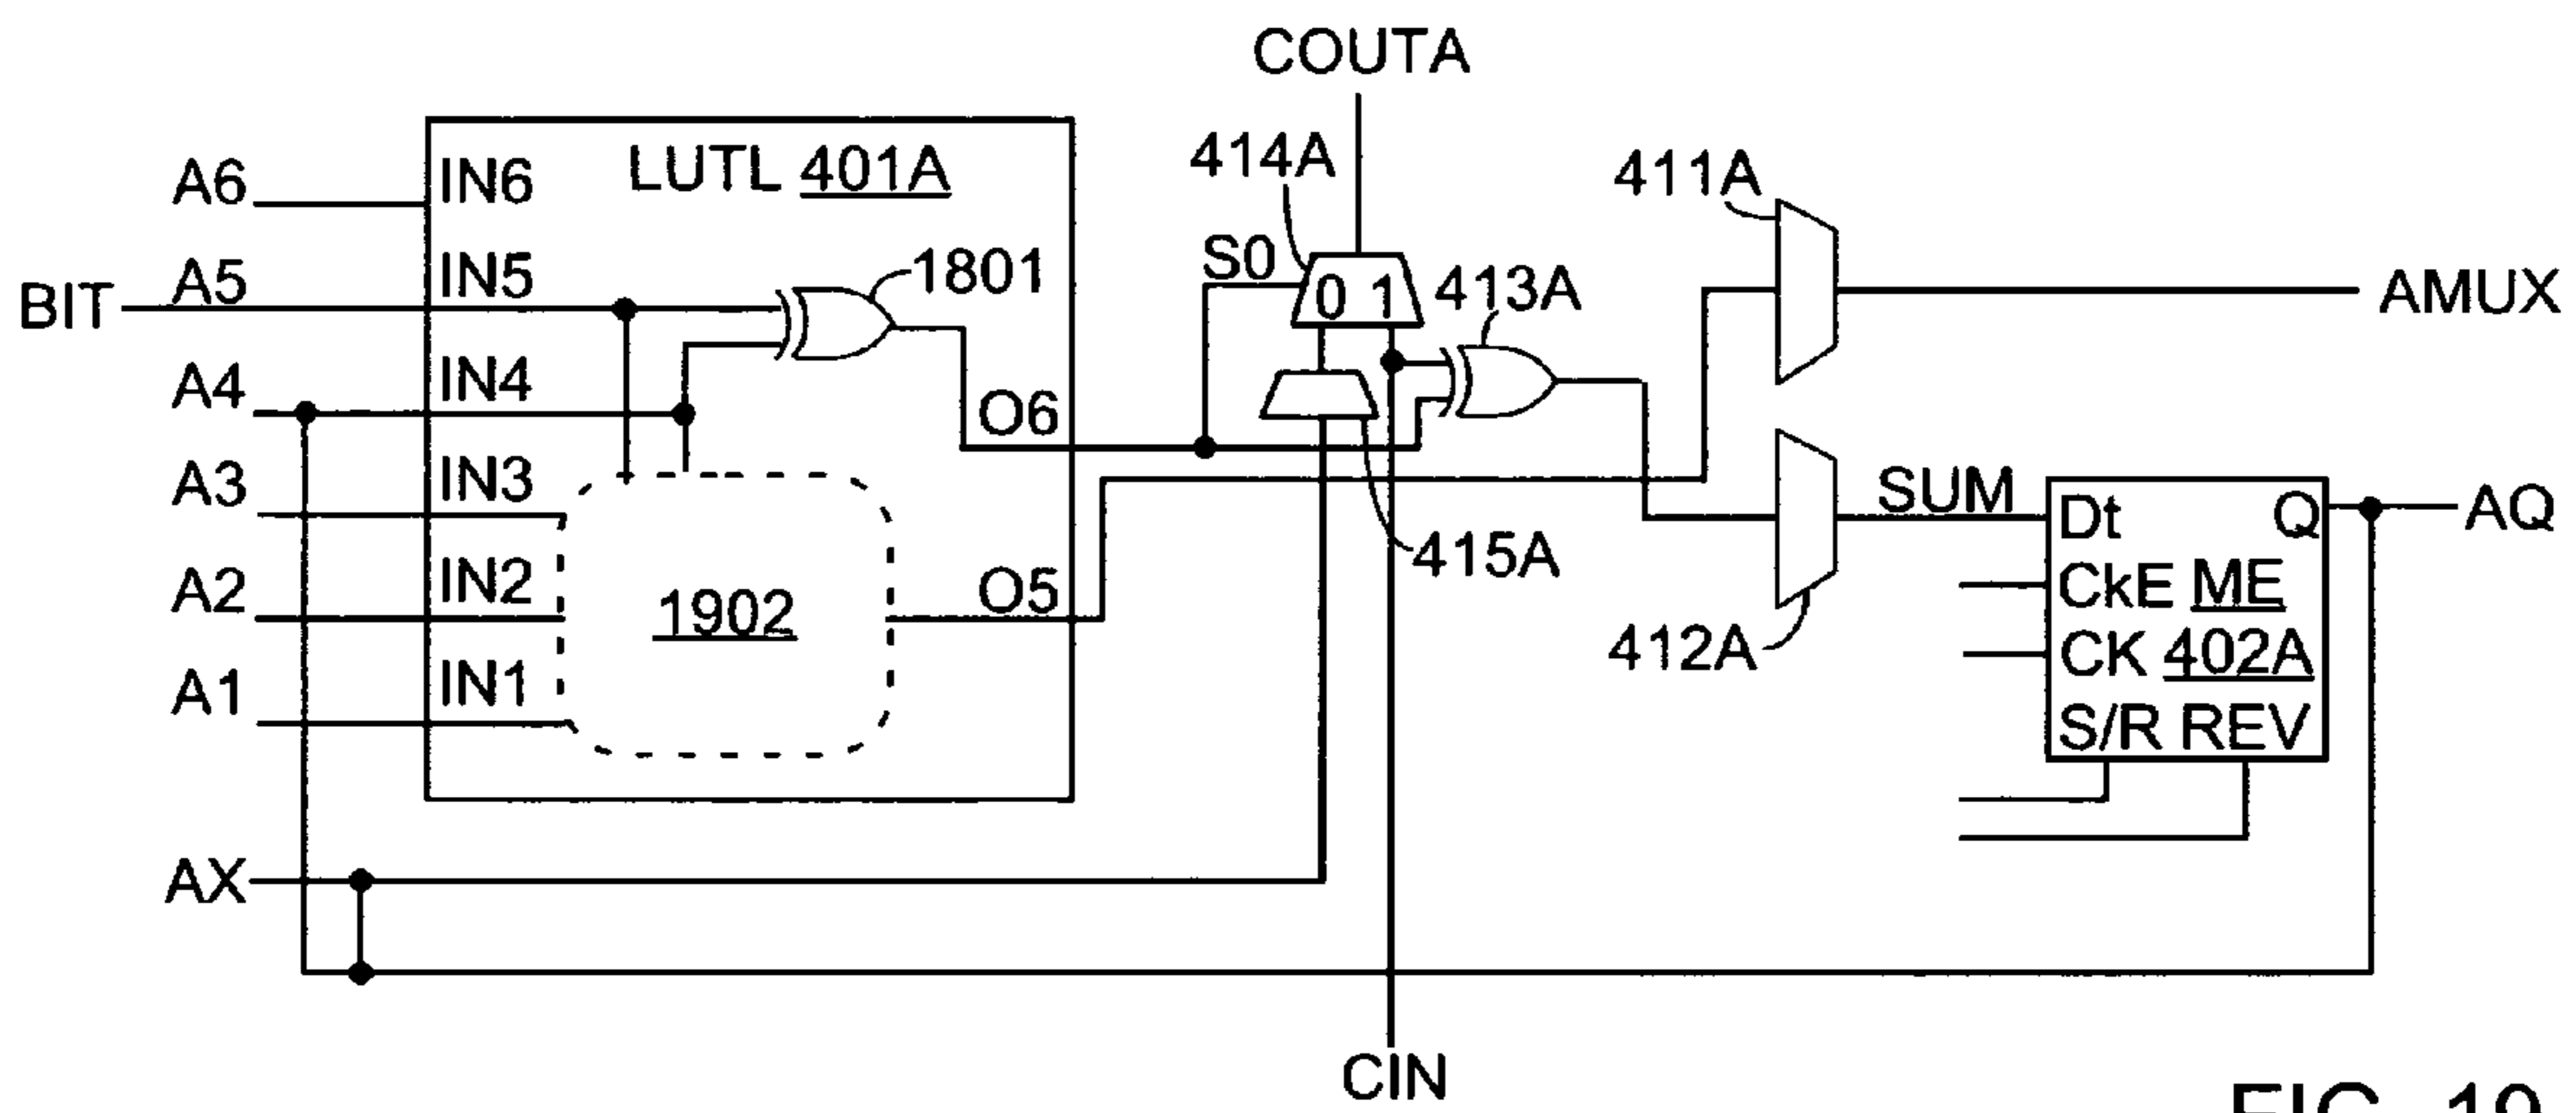 COUTA
414A
411A
A6 IN6 LUTL 401A
S0
BIT A5 IN5 1801
0 1 413A
AMUX
A4 IN4
O6
A3 IN3
SUM Dt Q AQ
415A
A2 IN2 1902 O5
CkE ME
412A
CK 402A
A1 IN1
S/R REV
AX
CIN
FIG. 19